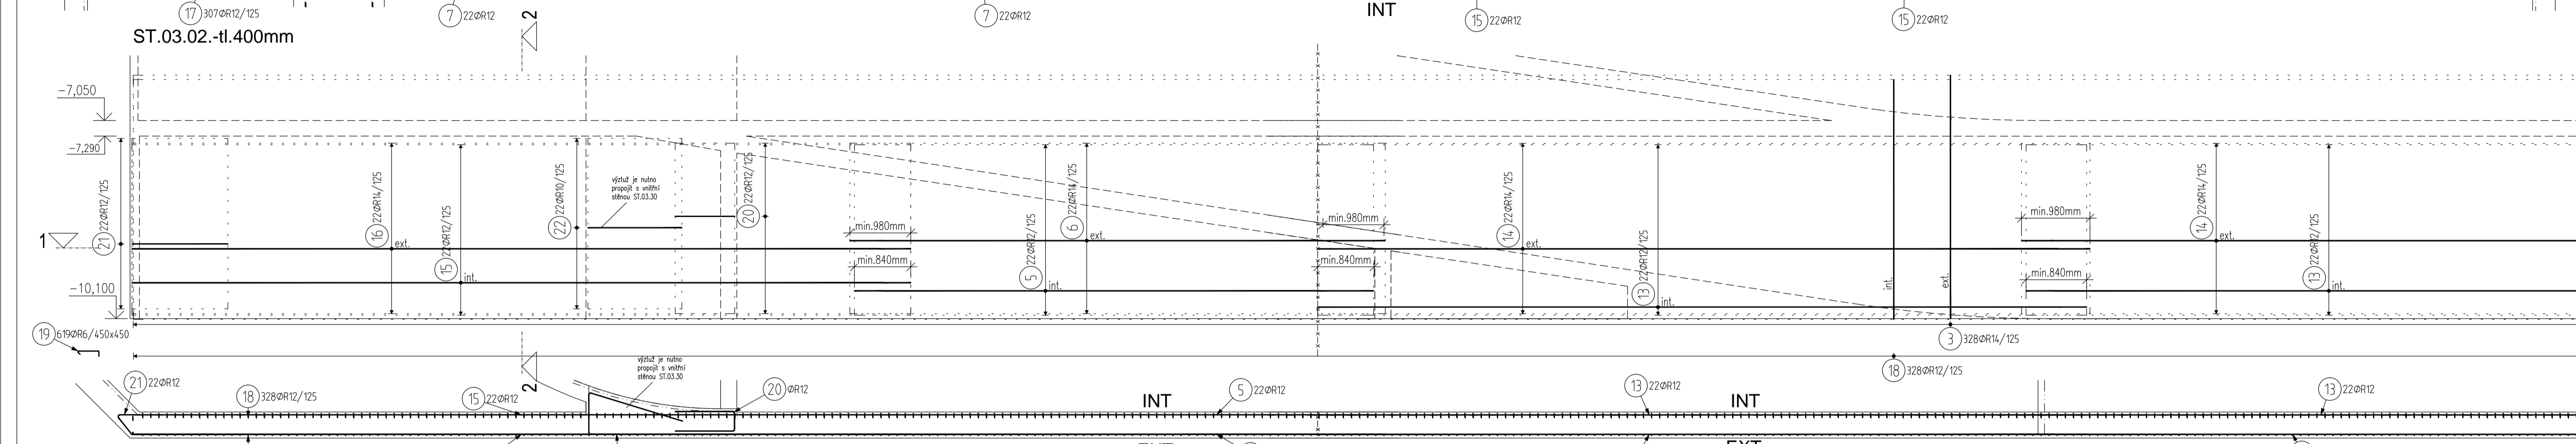 17 307ØR12/125
7 22ØR12
2
7 22ØR12
INT
15 22ØR12
15 22ØR12
ST.03.02.-tl.400mm
-7,050
-7,290
21 22ØR12/125
16 22ØR14/125
ext.
15 22ØR12/125
int.
22 22ØR10/125
výztuž je nutno
propojit s vnitřní
stěnou ST.03.30
20 22ØR12/125
min.980mm
min.840mm
5 22ØR12/125
int.
6 22ØR14/125
ext.
min.980mm
min.840mm
14 22ØR14/125
ext.
13 22ØR12/125
int.
int.
ext.
min.980mm
min.840mm
14 22ØR14/125
ext.
13 22ØR12/125
int.
1
-10,100
19 619ØR6/450x450
3 328ØR14/125
18 328ØR12/125
2
výztuž je nutno
propojit s vnitřní
stěnou ST.03.30
21 22ØR12
18 328ØR12/125
15 22ØR12
20 ØR12
INT
5 22ØR12
13 22ØR12
INT
13 22ØR12
EXT
EXT